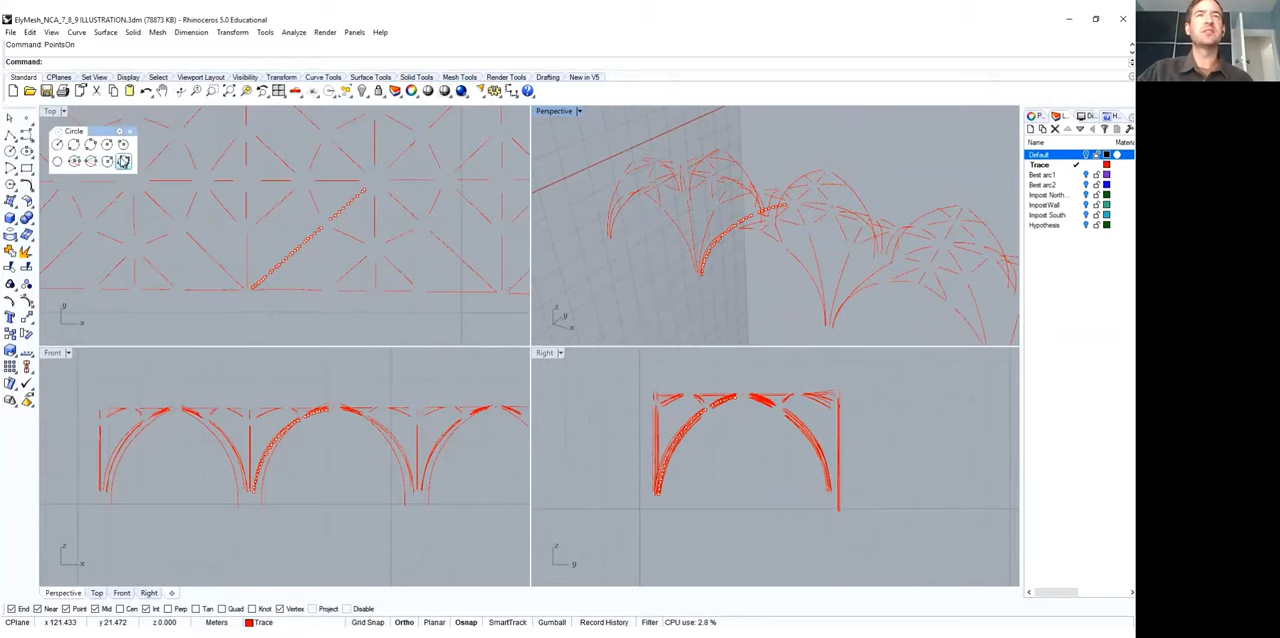 ElyMesh_NCA_7_8_9 ILLUSTRATION.3dm (78873 KB) - Rhinoceros 5.0 Educational
File Edit View Curve Surface Solid Mesh Dimension Transform Tools Analyze Render Panels Help
Command: PointsOn
Command:
Standard CPlanes Set View Display Select Viewport Layout Visibility Transform Curve Tools Surface Tools Solid Tools Mesh Tools Render Tools Drafting New in V5
Top
Perspective
Circle
Name Materia
Default
Trace
Best arc1
Best arc2
Impost North...
ImpostWall
Impost South
Hypothesis
y
x
z
y
x
Front
Right
z
x
z
y
Perspective Top Front Right
End Near Point Mid Cen Int Perp Tan Quad Knot Vertex Project Disable
CPlane x 121.433 y 21.472 z 0.000 Meters Trace Grid Snap Ortho Planar Osnap SmartTrack Gumball Record History Filter CPU use: 2.8 %